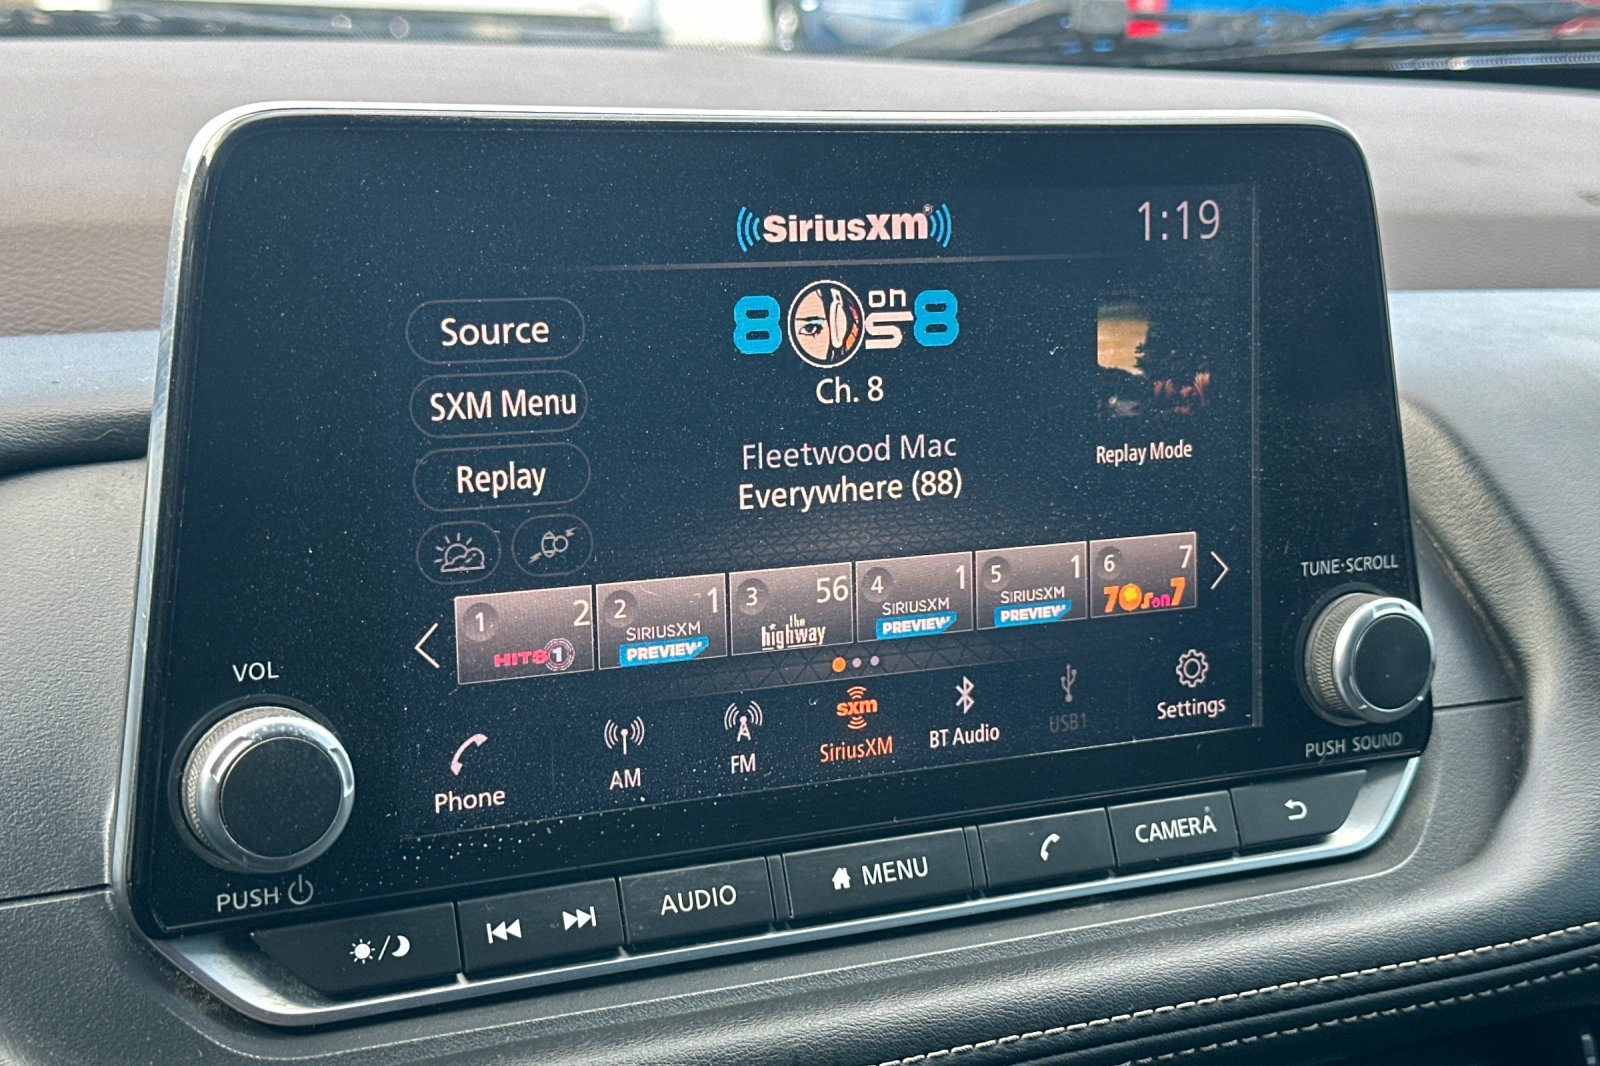 SiriusXM®
1:19
8Os on 8
Ch. 8
Source
SXM Menu
Replay
Fleetwood Mac
Everywhere (88)
Replay Mode
1 2 HITS 1
2 1 SIRIUSXM PREVIEW
3 56 the highway
4 1 SIRIUSXM PREVIEW
5 1 SIRIUSXM PREVIEW
6 7 70s on 7
Phone
AM
FM
sxm
SiriusXM
BT Audio
USB1
Settings
VOL
PUSH
TUNE·SCROLL
PUSH SOUND
AUDIO
MENU
CAMERA